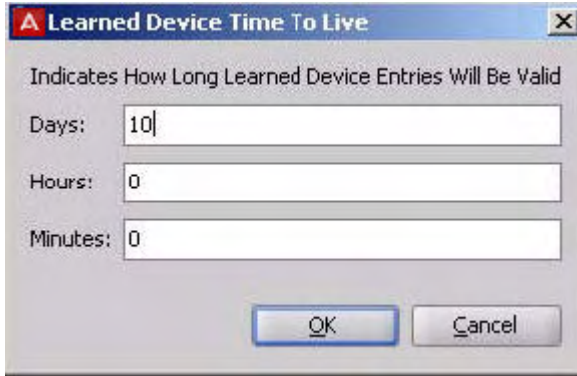 Learned Device Time To Live
Indicates How Long Learned Device Entries Will Be Valid
Days: 10
Hours: 0
Minutes: 0
OK Cancel